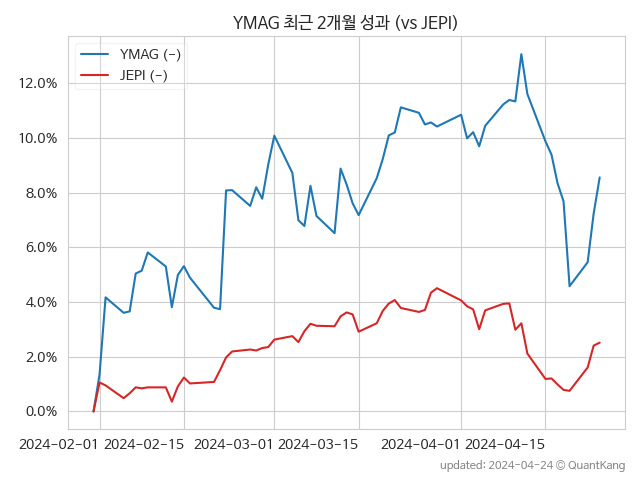 YMAG 최근 2개월 성과 (vs JEPI)
YMAG (-)
JEPI (-)
12.0%
10.0%
8.0%
6.0%
4.0%
2.0%
0.0%
2024-02-01 2024-02-15 2024-03-01 2024-03-15 2024-04-01 2024-04-15
updated: 2024-04-24 © QuantKang